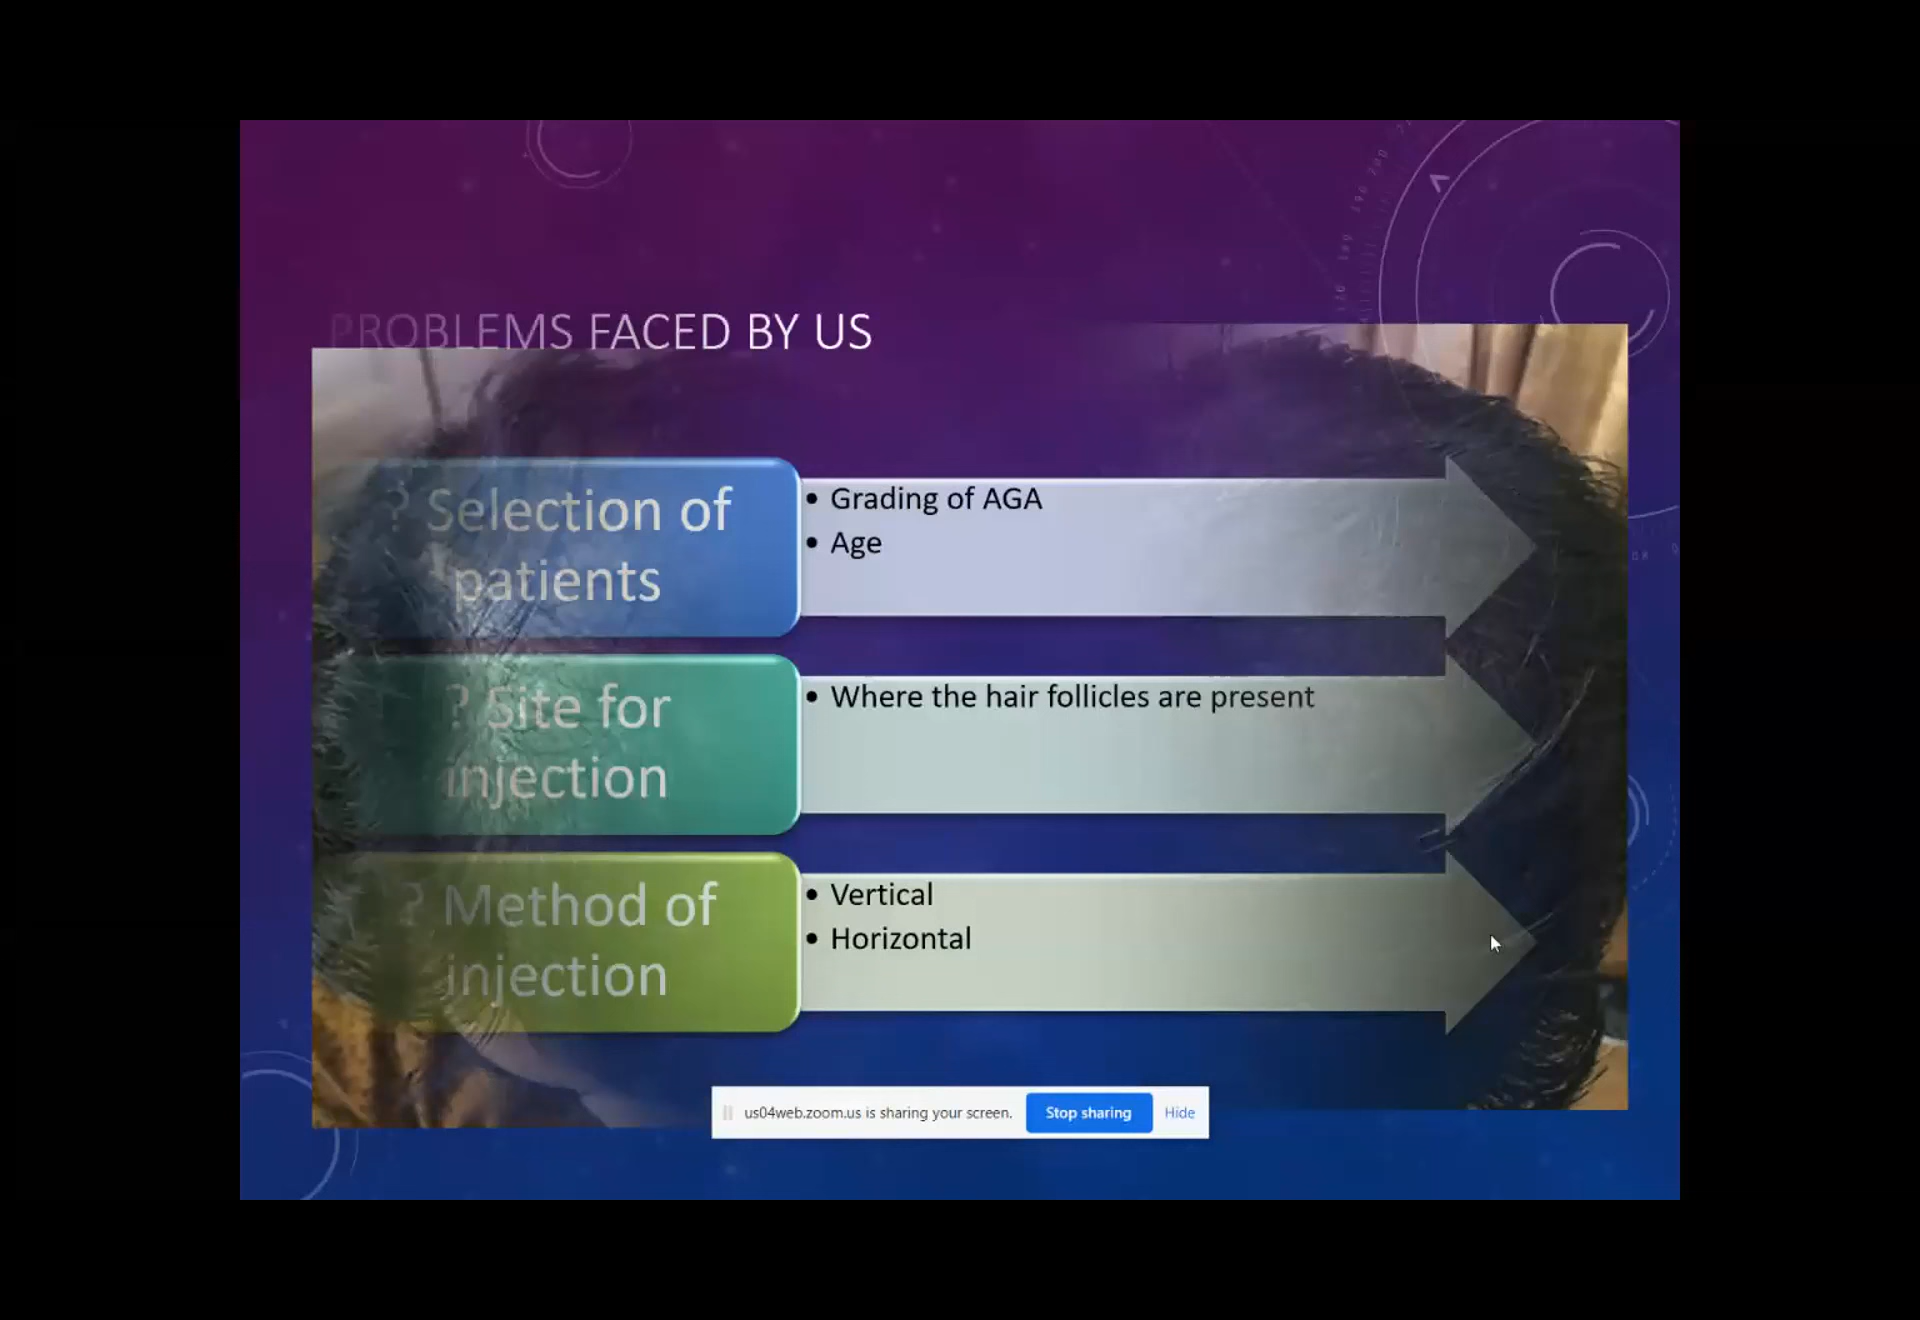 PROBLEMS FACED BY US
? Selection of
patients
• Grading of AGA
• Age
? Site for
injection
• Where the hair follicles are present
? Method of
injection
• Vertical
• Horizontal
us04web.zoom.us is sharing your screen. Stop sharing Hide